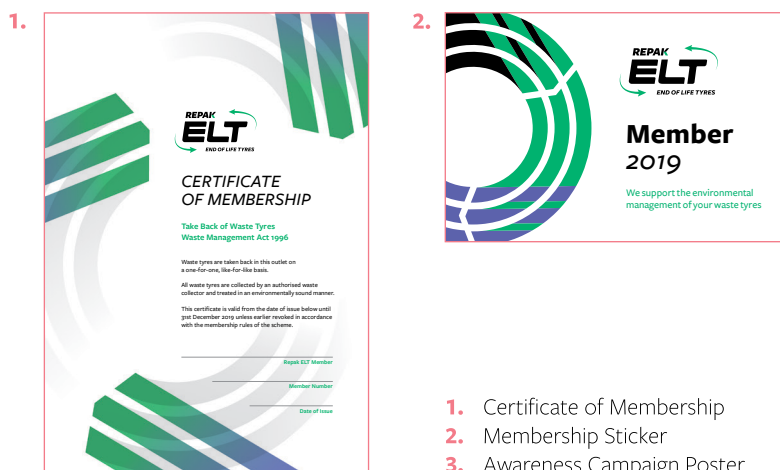 1.
REPAK
ELT
END OF LIFE TYRES
CERTIFICATE
OF MEMBERSHIP
Take Back of Waste Tyres
Waste Management Act 1996
Waste tyres are taken back in this outlet on
a one-for-one, like-for-like basis.
All waste tyres are collected by an authorised waste
collector and treated in an environmentally sound manner.
This certificate is valid from the date of issue below until
31st December 2019 unless earlier revoked in accordance
with the membership rules of the scheme.
Repak ELT Member
Member Number
Date of Issue
2.
REPAK
ELT
END OF LIFE TYRES
Member
2019
We support the environmental
management of your waste tyres
1. Certificate of Membership
2. Membership Sticker
3. Awareness Campaign Poster